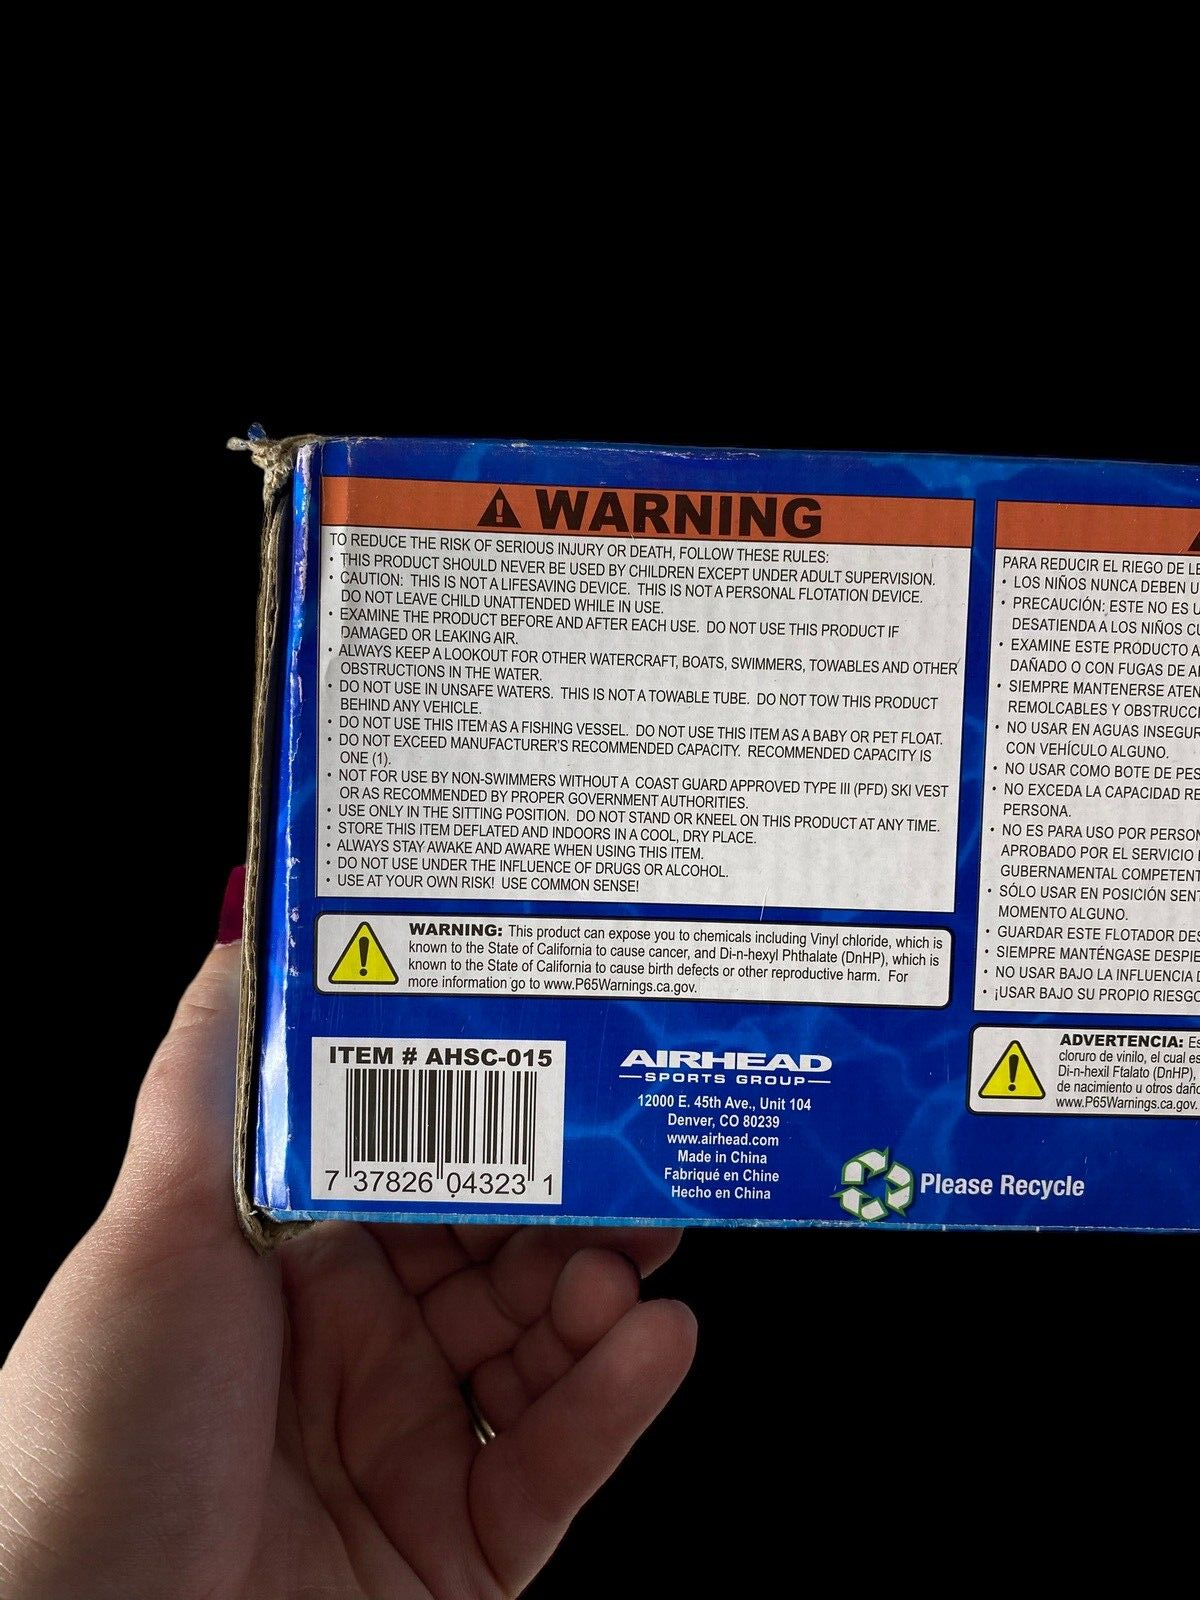 WARNING
TO REDUCE THE RISK OF SERIOUS INJURY OR DEATH, FOLLOW THESE RULES:
• THIS PRODUCT SHOULD NEVER BE USED BY CHILDREN EXCEPT UNDER ADULT SUPERVISION.
• CAUTION: THIS IS NOT A LIFESAVING DEVICE. THIS IS NOT A PERSONAL FLOTATION DEVICE.
DO NOT LEAVE CHILD UNATTENDED WHILE IN USE.
• EXAMINE THE PRODUCT BEFORE AND AFTER EACH USE. DO NOT USE THIS PRODUCT IF
DAMAGED OR LEAKING AIR.
• ALWAYS KEEP A LOOKOUT FOR OTHER WATERCRAFT, BOATS, SWIMMERS, TOWABLES AND OTHER
OBSTRUCTIONS IN THE WATER.
• DO NOT USE IN UNSAFE WATERS. THIS IS NOT A TOWABLE TUBE. DO NOT TOW THIS PRODUCT
BEHIND ANY VEHICLE.
• DO NOT USE THIS ITEM AS A FISHING VESSEL. DO NOT USE THIS ITEM AS A BABY OR PET FLOAT.
• DO NOT EXCEED MANUFACTURER'S RECOMMENDED CAPACITY. RECOMMENDED CAPACITY IS
ONE (1).
• NOT FOR USE BY NON-SWIMMERS WITHOUT A COAST GUARD APPROVED TYPE III (PFD) SKI VEST
OR AS RECOMMENDED BY PROPER GOVERNMENT AUTHORITIES.
• USE ONLY IN THE SITTING POSITION. DO NOT STAND OR KNEEL ON THIS PRODUCT AT ANY TIME.
• STORE THIS ITEM DEFLATED AND INDOORS IN A COOL, DRY PLACE.
• ALWAYS STAY AWAKE AND AWARE WHEN USING THIS ITEM.
• DO NOT USE UNDER THE INFLUENCE OF DRUGS OR ALCOHOL.
• USE AT YOUR OWN RISK! USE COMMON SENSE!
WARNING: This product can expose you to chemicals including Vinyl chloride, which is
known to the State of California to cause cancer, and Di-n-hexyl Phthalate (DnHP), which is
known to the State of California to cause birth defects or other reproductive harm. For
more information go to www.P65Warnings.ca.gov.
ITEM # AHSC-015
7 37826 04323 1
AIRHEAD
SPORTS GROUP
12000 E. 45th Ave., Unit 104
Denver, CO 80239
www.airhead.com
Made in China
Fabriqué en Chine
Hecho en China
Please Recycle
PARA REDUCIR EL RIEGO DE
• LOS NIÑOS NUNCA DEBEN
• PRECAUCIÓN: ESTE NO ES
DESATIENDA A LOS NIÑOS
• EXAMINE ESTE PRODUCTO
DAÑADO O CON FUGAS DE
• SIEMPRE MANTENERSE
REMOLCABLES Y
• NO USAR EN AGUAS
CON VEHÍCULO ALGUNO.
• NO USAR COMO BOTE DE
• NO EXCEDA LA CAPACIDAD
PERSONA.
• NO ES PARA USO POR
APROBADO POR EL SERVICIO
GUBERNAMENTAL
• SÓLO USAR EN POSICIÓN
MOMENTO ALGUNO.
• GUARDAR ESTE FLOTADOR
• SIEMPRE MANTÉNGASE
• NO USAR BAJO LA INFLUENCIA
• ¡USAR BAJO SU PROPIO RIESGO
ADVERTENCIA:
cloruro de vinilo, el cual
Di-n-hexil Ftalato (DnHP),
de nacimiento u otros
www.P65Warnings.ca.gov.